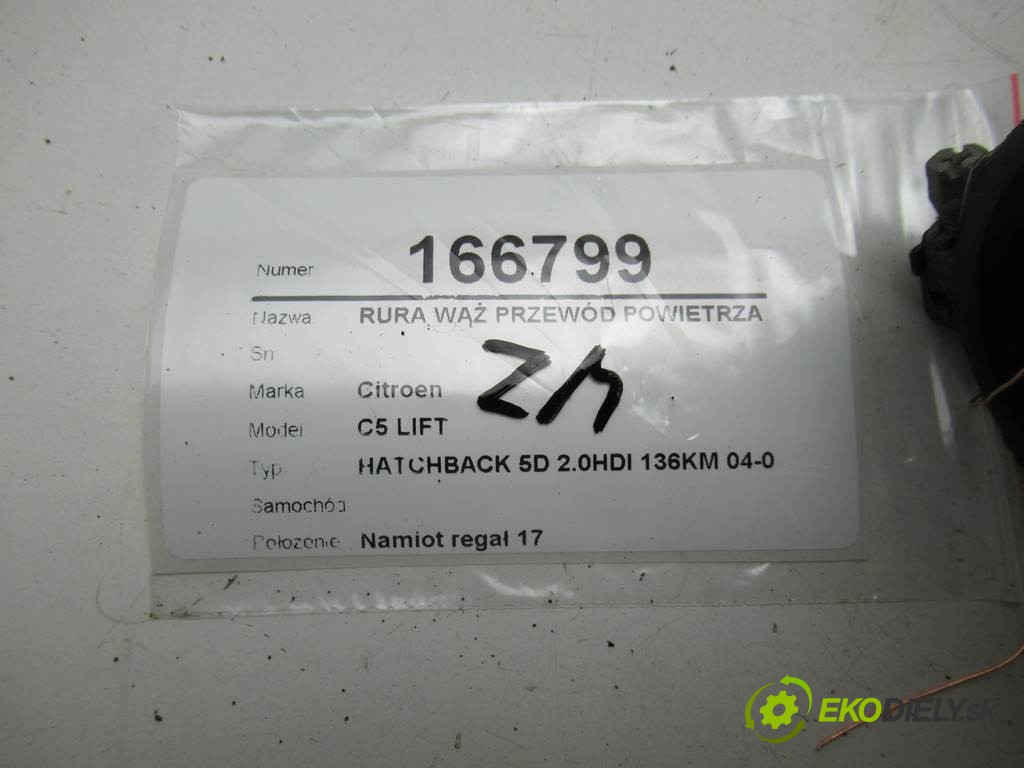 Numer 166799
Nazwa RURA WĄŻ PRZEWÓD POWIETRZA
Sn
Marka Citroen
Model C5 LIFT
Typ HATCHBACK 5D 2.0HDI 136KM 04-0
Samochód
Położenie Namiot regał 17
EKODIELY.sk